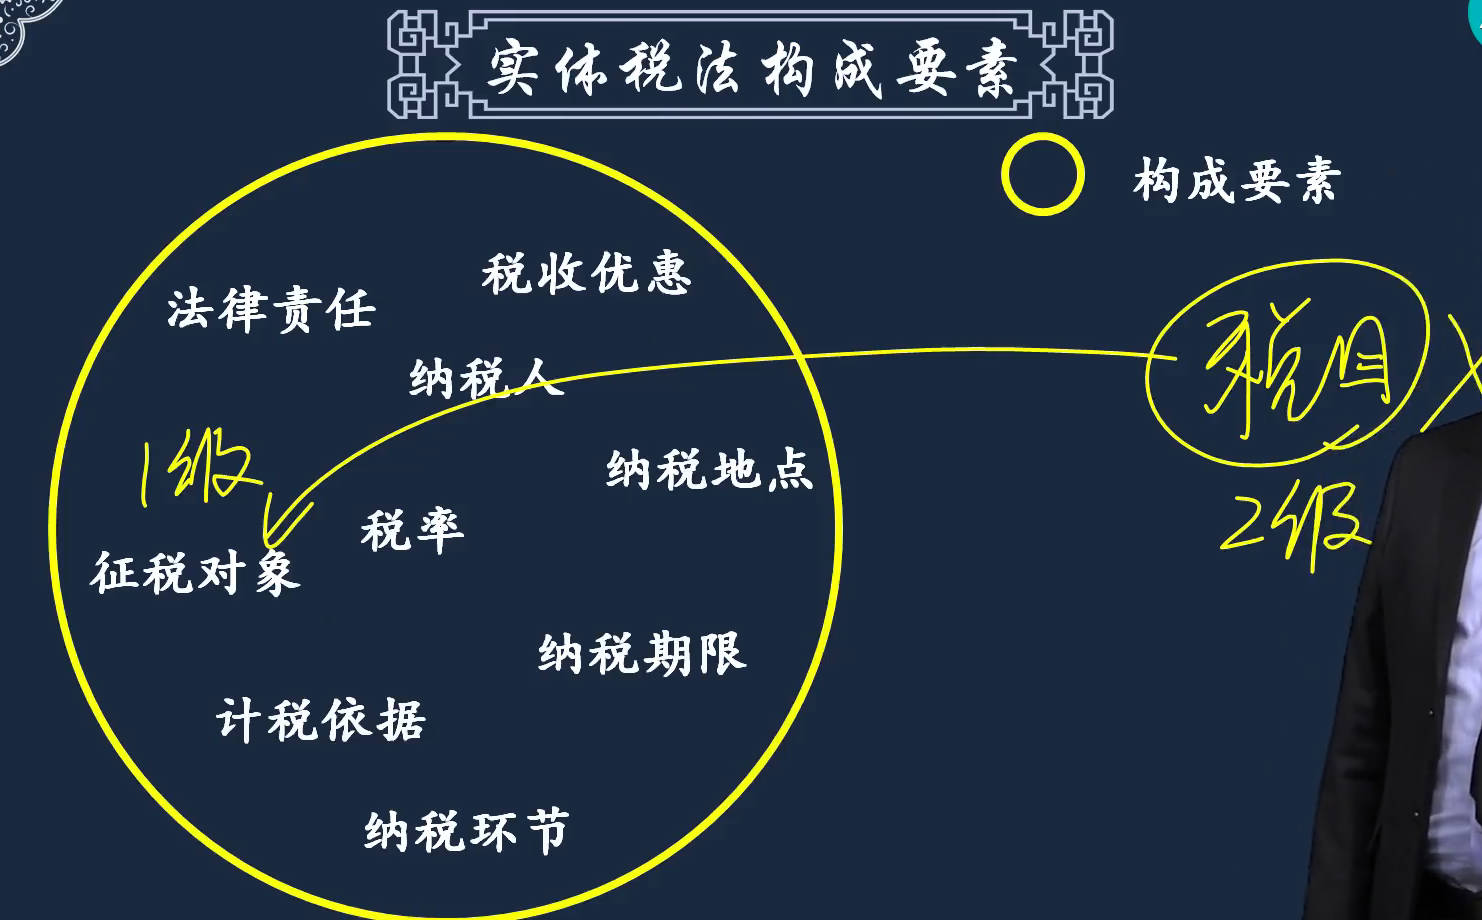 实体税法构成要素
构成要素
税收优惠
法律责任
纳税人
税目
1级
纳税地点
2级
税率
征税对象
纳税期限
计税依据
纳税环节